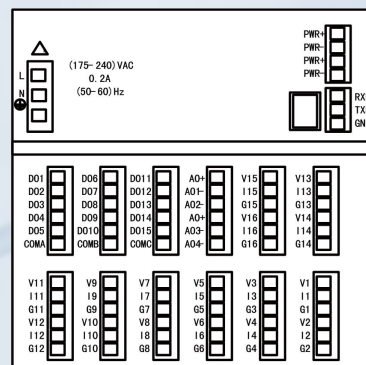 PWR+
PWR-
PWR+
PWR-
L
N
(175-240)VAC
0.2A
(50-60)Hz
RX
TX
GN
DO1 DO6 DO11 AO+ V15 V13
DO2 DO7 DO12 AO1- I15 I13
DO3 DO8 DO13 AO2- G15 G13
DO4 DO9 DO14 AO+ V16 V14
DO5 DO10 DO15 AO3- I16 I14
COMA COMB COMC AO4- G16 G14
V11 V9 V7 V5 V3 V1
I11 I9 I7 I5 I3 I1
G11 G9 G7 G5 G3 G1
V12 V10 V8 V6 V4 V2
I12 I10 I8 I6 I4 I2
G12 G10 G8 G6 G4 G2